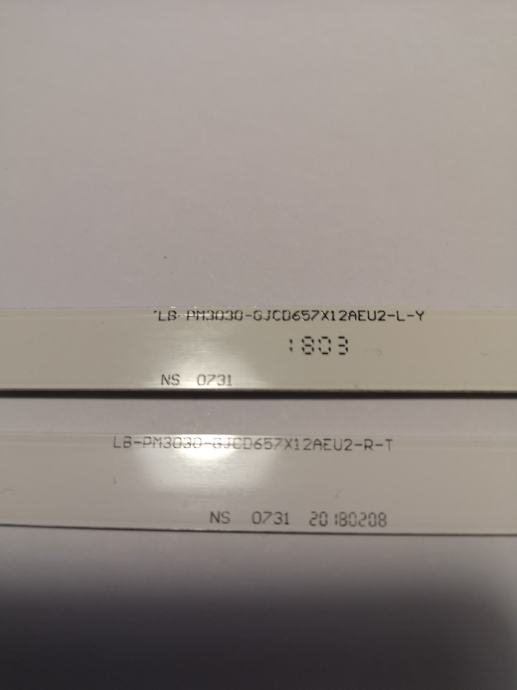 LB-PM3030-GJCD657X12AEU2-L-Y
1803
NS 0731
LB-PM3030-GJCD657X12AEU2-R-T
NS 0731 20180208